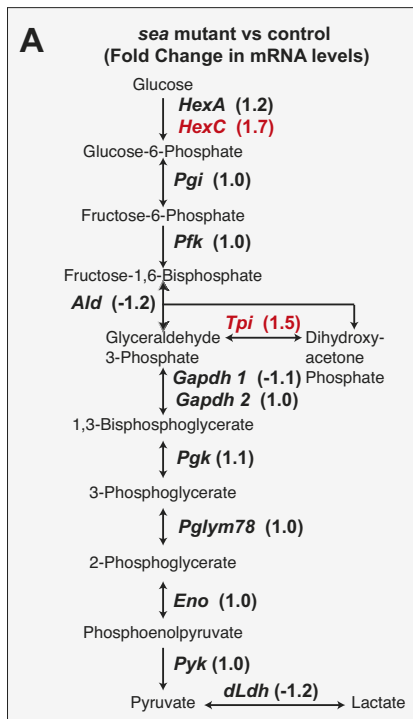 A
sea mutant vs control
(Fold Change in mRNA levels)
Glucose
HexA (1.2)
HexC (1.7)
Glucose-6-Phosphate
Pgi (1.0)
Fructose-6-Phosphate
Pfk (1.0)
Fructose-1,6-Bisphosphate
Ald (-1.2)
Tpi (1.5)
Glyceraldehyde
3-Phosphate
Dihydroxy-
acetone
Phosphate
Gapdh 1 (-1.1)
Gapdh 2 (1.0)
1,3-Bisphosphoglycerate
Pgk (1.1)
3-Phosphoglycerate
Pglym78 (1.0)
2-Phosphoglycerate
Eno (1.0)
Phosphoenolpyruvate
Pyk (1.0)
Pyruvate
dLdh (-1.2)
Lactate